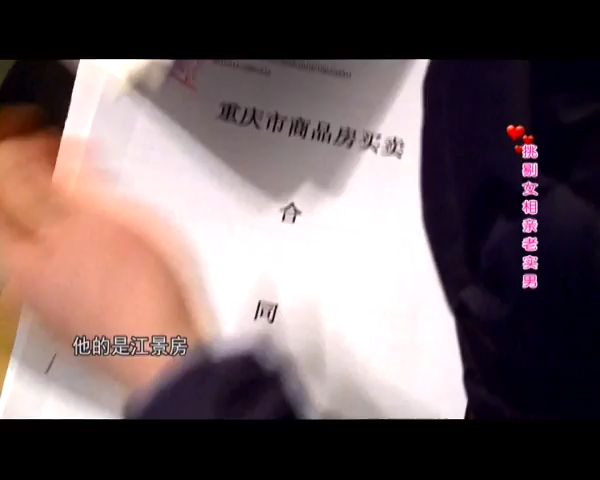 重庆市商品房买卖
合
同
挑剔女相亲老实男
他的是江景房